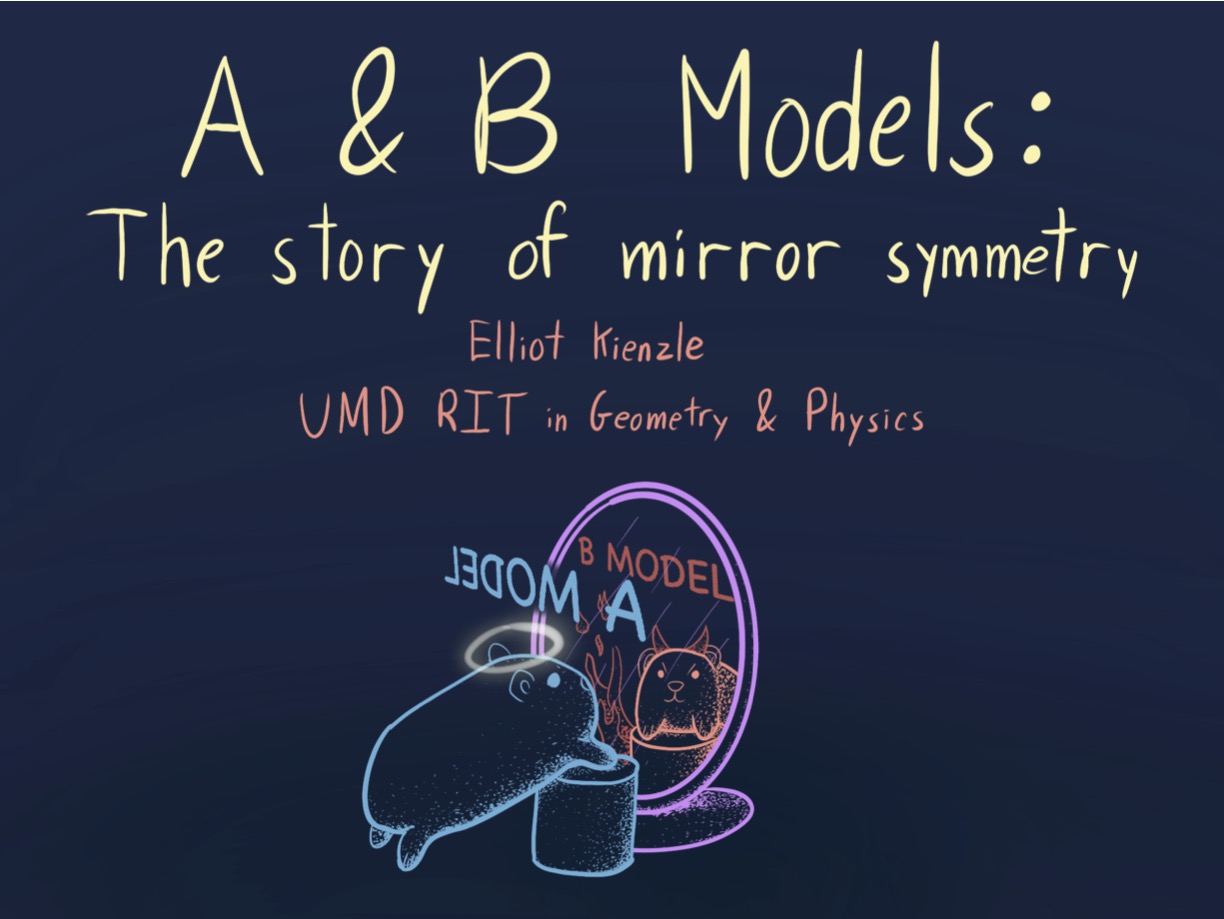 A & B Models:
The story of mirror symmetry
Elliot Kienzle
UMD RIT in Geometry & Physics
B MODEL
A MODEL